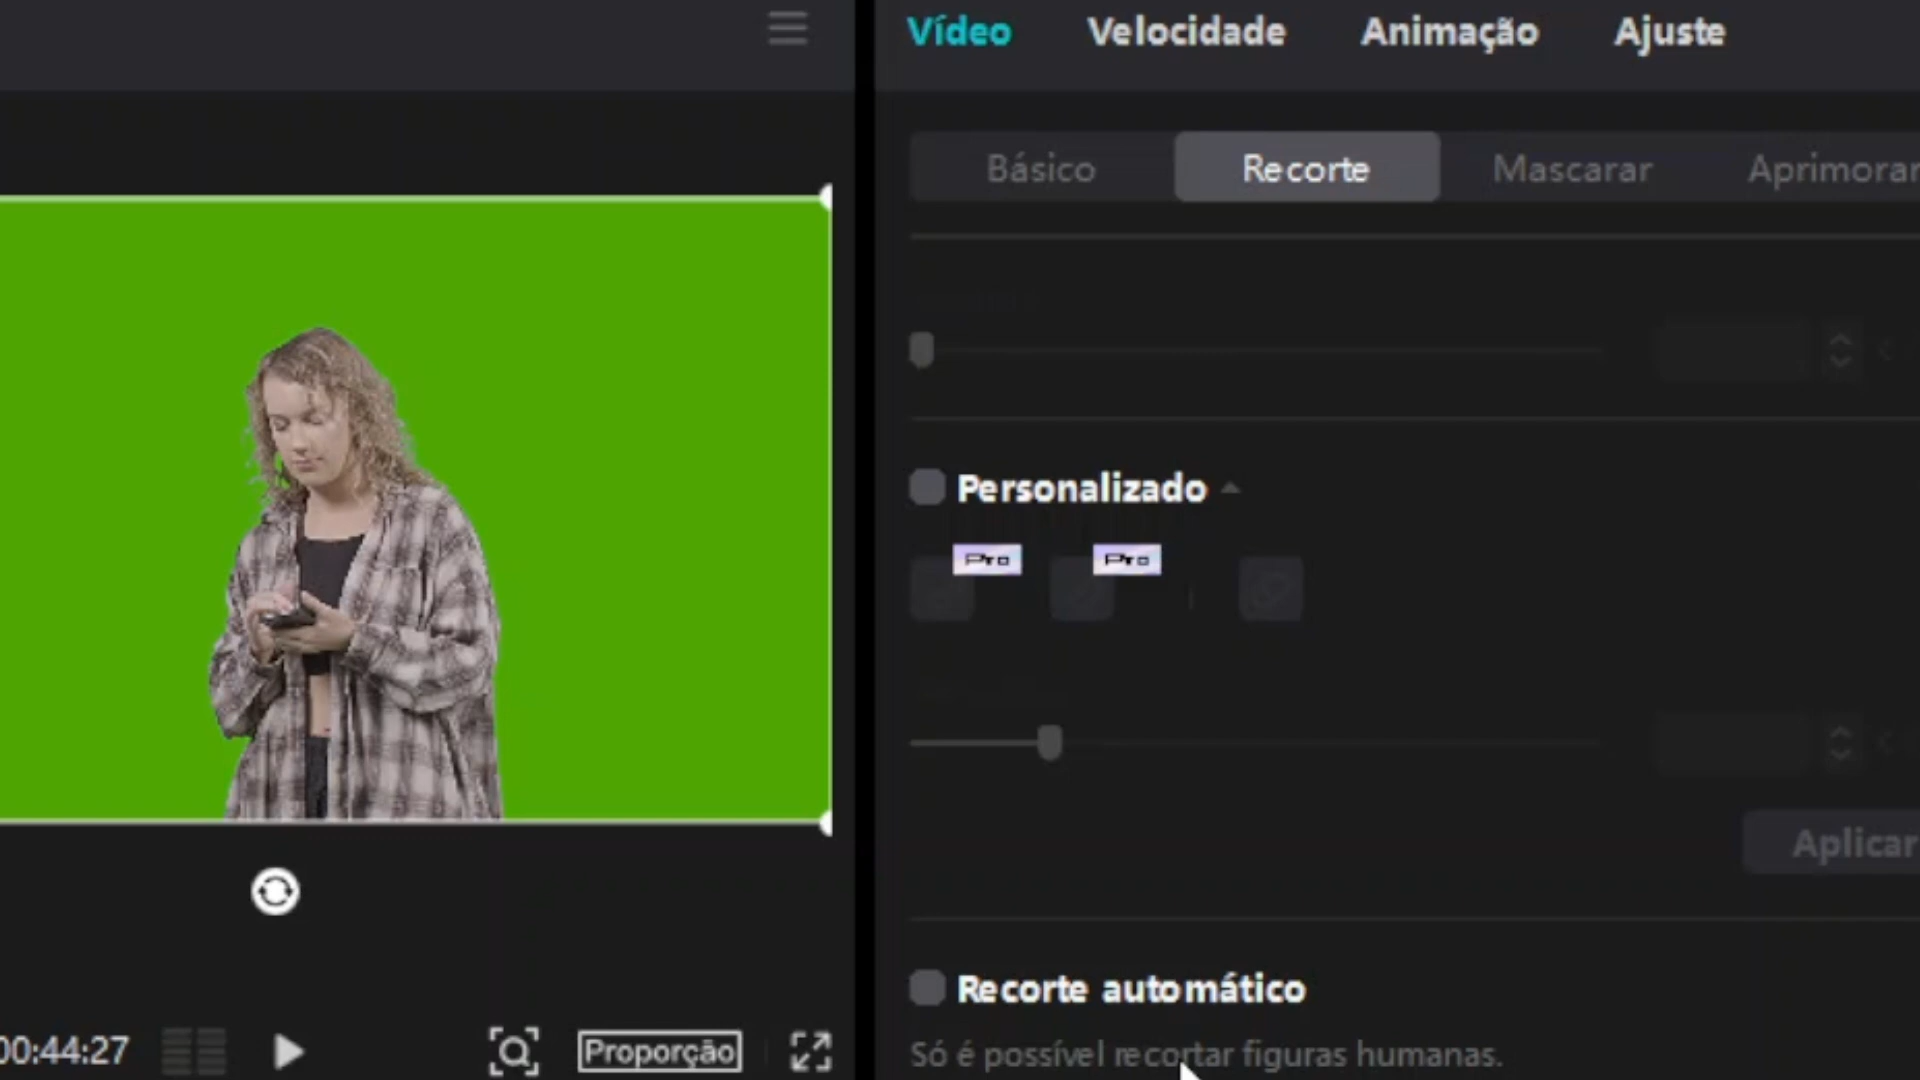 Vídeo Velocidade Animação Ajuste
Básico Recorte Mascarar Aprimorar
Personalizado
Pro Pro
Aplicar
Recorte automático
Só é possível recortar figuras humanas.
00:44:27 Proporção